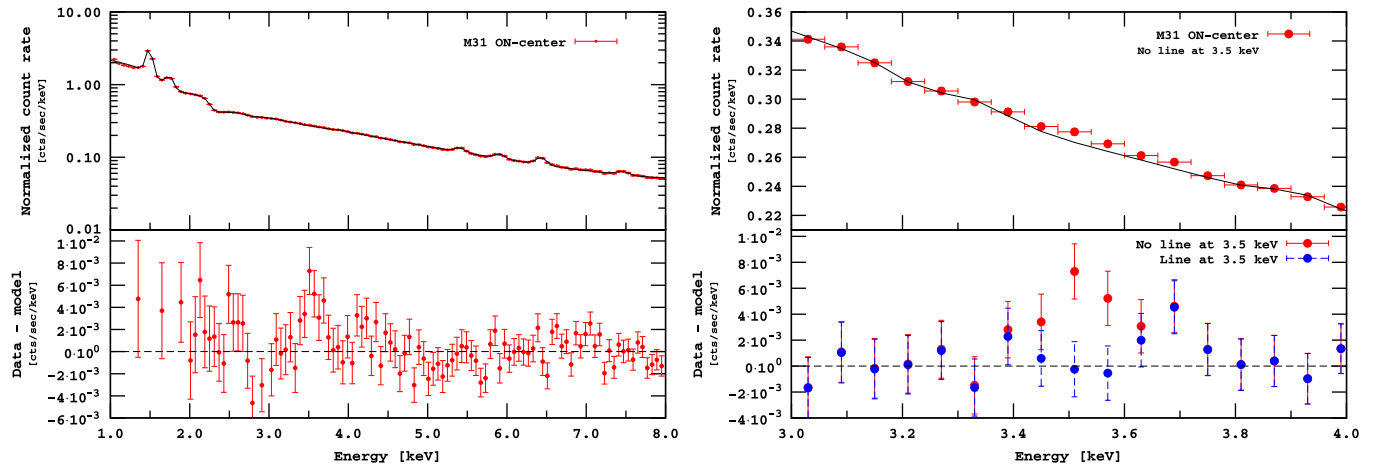 10.00
1.00
0.10
0.01
Normalized count rate
[cts/sec/keV]
M31 ON-center
1·10⁻²
8·10⁻³
6·10⁻³
4·10⁻³
2·10⁻³
0·10⁰
-2·10⁻³
-4·10⁻³
-6·10⁻³
Data - model
[cts/sec/keV]
1.0 2.0 3.0 4.0 5.0 6.0 7.0 8.0
Energy [keV]
0.36
0.34
0.32
0.30
0.28
0.26
0.24
0.22
Normalized count rate
[cts/sec/keV]
M31 ON-center
No line at 3.5 keV
1·10⁻²
8·10⁻³
6·10⁻³
4·10⁻³
2·10⁻³
0·10⁰
-2·10⁻³
-4·10⁻³
Data - model
[cts/sec/keV]
No line at 3.5 keV
Line at 3.5 keV
3.0 3.2 3.4 3.6 3.8 4.0
Energy [keV]